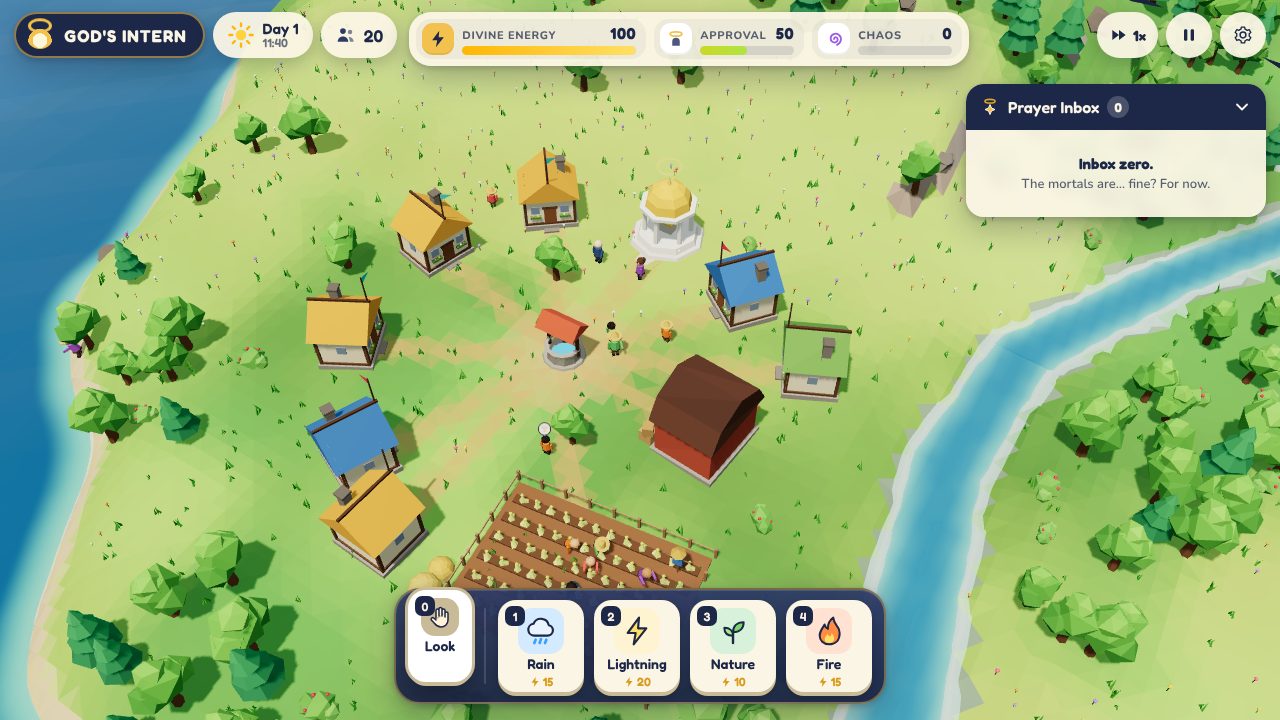 GOD'S INTERN
Day 1
11:40
20
DIVINE ENERGY 100
APPROVAL 50
CHAOS 0
1x
Prayer Inbox 0
Inbox zero.
The mortals are... fine? For now.
0
Look
1
Rain
15
2
Lightning
20
3
Nature
10
4
Fire
15